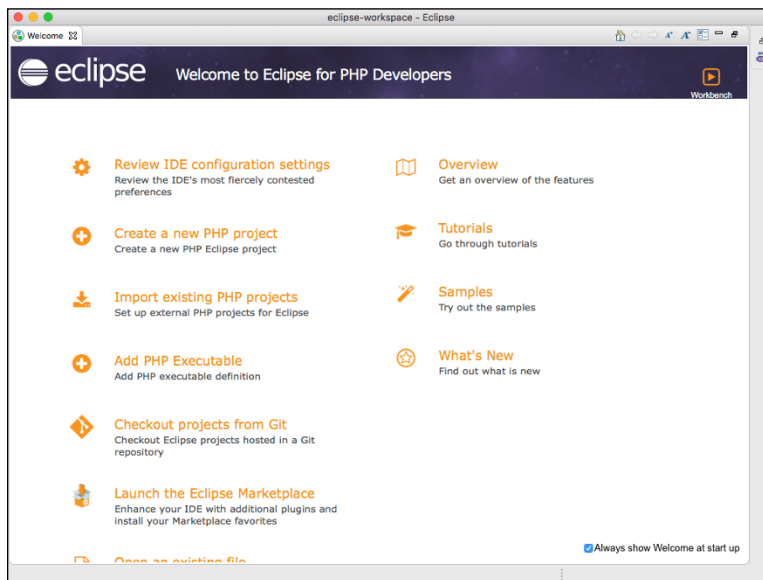 eclipse-workspace - Eclipse
Welcome
eclipse
Welcome to Eclipse for PHP Developers
Workbench
Review IDE configuration settings
Review the IDE's most fiercely contested
preferences
Create a new PHP project
Create a new PHP Eclipse project
Import existing PHP projects
Set up external PHP projects for Eclipse
Add PHP Executable
Add PHP executable definition
Checkout projects from Git
Checkout Eclipse projects hosted in a Git
repository
Launch the Eclipse Marketplace
Enhance your IDE with additional plugins and
install your Marketplace favorites
Open an existing file
Overview
Get an overview of the features
Tutorials
Go through tutorials
Samples
Try out the samples
What's New
Find out what is new
Always show Welcome at start up